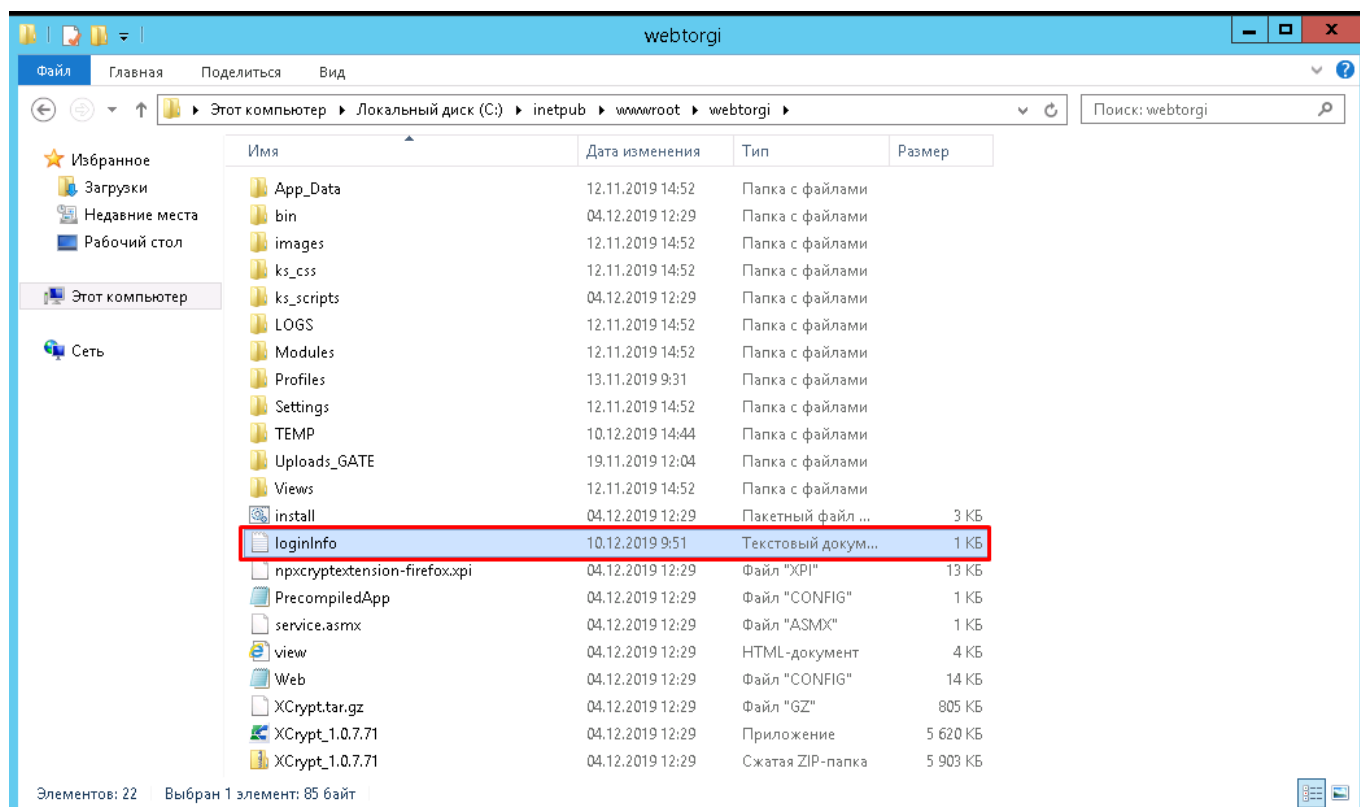 webtorgi
Файл Главная Поделиться Вид
Этот компьютер Локальный диск (C:) inetpub wwwroot webtorgi Поиск: webtorgi
Избранное
Загрузки
Недавние места
Рабочий стол
Этот компьютер
Сеть
Имя Дата изменения Тип Размер
App_Data 12.11.2019 14:52 Папка с файлами
bin 04.12.2019 12:29 Папка с файлами
images 12.11.2019 14:52 Папка с файлами
ks_css 12.11.2019 14:52 Папка с файлами
ks_scripts 04.12.2019 12:29 Папка с файлами
LOGS 12.11.2019 14:52 Папка с файлами
Modules 12.11.2019 14:52 Папка с файлами
Profiles 13.11.2019 9:31 Папка с файлами
Settings 12.11.2019 14:52 Папка с файлами
TEMP 10.12.2019 14:44 Папка с файлами
Uploads_GATE 19.11.2019 12:04 Папка с файлами
Views 12.11.2019 14:52 Папка с файлами
install 04.12.2019 12:29 Пакетный файл ... 3 КБ
loginInfo 10.12.2019 9:51 Текстовый докум... 1 КБ
npxcryptextension-firefox.xpi 04.12.2019 12:29 Файл "XPI" 13 КБ
PrecompiledApp 04.12.2019 12:29 Файл "CONFIG" 1 КБ
service.asmx 04.12.2019 12:29 Файл "ASMX" 1 КБ
view 04.12.2019 12:29 HTML-документ 4 КБ
Web 04.12.2019 12:29 Файл "CONFIG" 14 КБ
XCrypt.tar.gz 04.12.2019 12:29 Файл "GZ" 805 КБ
XCrypt_1.0.7.71 04.12.2019 12:29 Приложение 5 620 КБ
XCrypt_1.0.7.71 04.12.2019 12:29 Сжатая ZIP-папка 5 903 КБ
Элементов: 22 Выбран 1 элемент: 85 байт